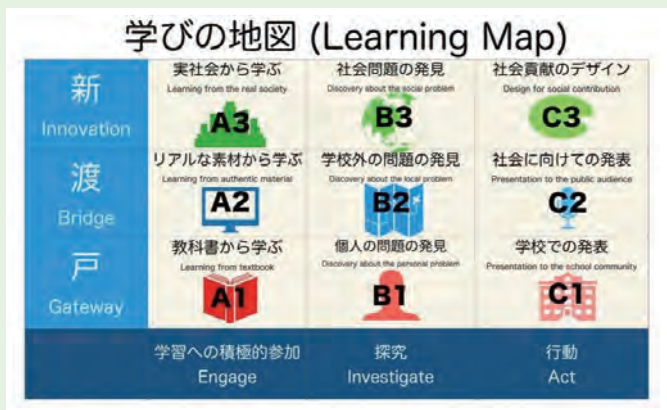 学びの地図 (Learning Map)
新
Innovation
実社会から学ぶ
Learning from the real society
A3
社会問題の発見
Discovery about the social problem
B3
社会貢献のデザイン
Design for social contribution
C3
渡
Bridge
リアルな素材から学ぶ
Learning from authentic material
A2
学校外の問題の発見
Discovery about the local problem
B2
社会に向けての発表
Presentation to the public audience
C2
戸
Gateway
教科書から学ぶ
Learning from textbook
A1
個人の問題の発見
Discovery about the personal problem
B1
学校での発表
Presentation to the school community
C1
学習への積極的参加
Engage
探究
Investigate
行動
Act